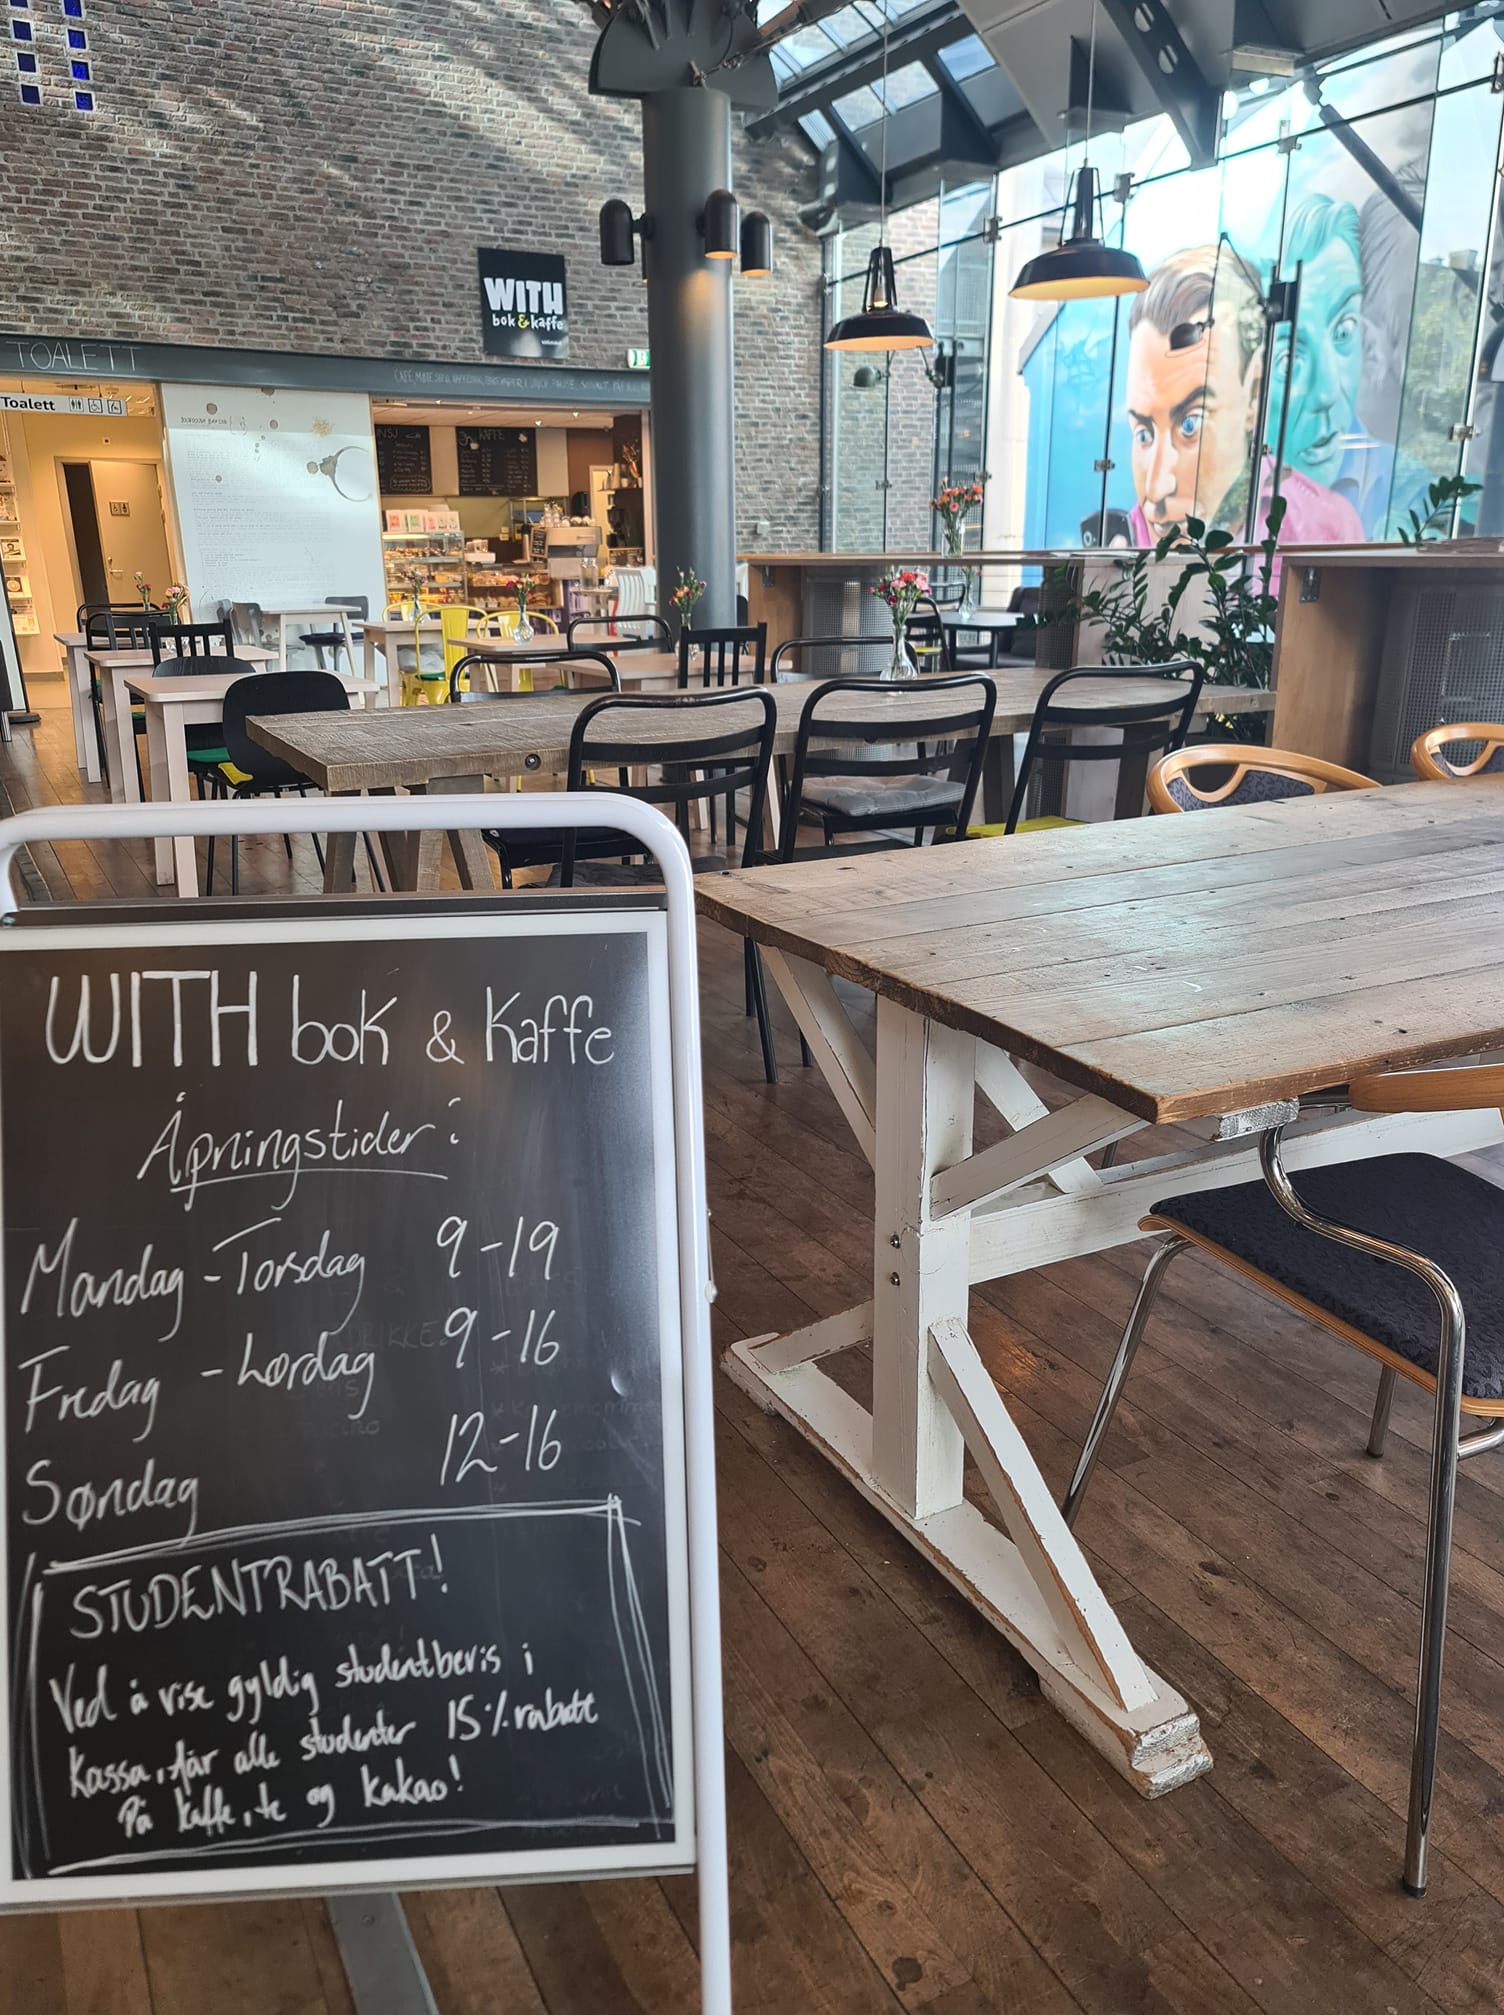 TOALETT
Toalett
WITH
bok & kaffe
KAFFE
WITH bok & kaffe
Åpningstider:
Mandag - Torsdag 9-19
Fredag - Lørdag 9-16
Søndag 12-16
STUDENTRABATT!
Ved å vise gyldig studentbevis i
kassa, får alle studenter 15% rabatt
På kaffe, te og kakao!